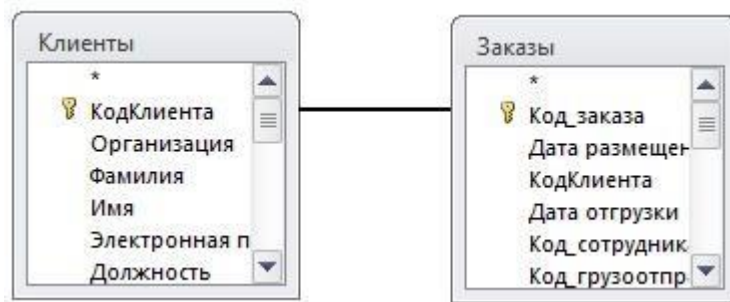 Клиенты
*
КодКлиента
Организация
Фамилия
Имя
Электронная п
Должность
Заказы
*
Код_заказа
Дата размещен
КодКлиента
Дата отгрузки
Код_сотрудник
Код_грузоотпр